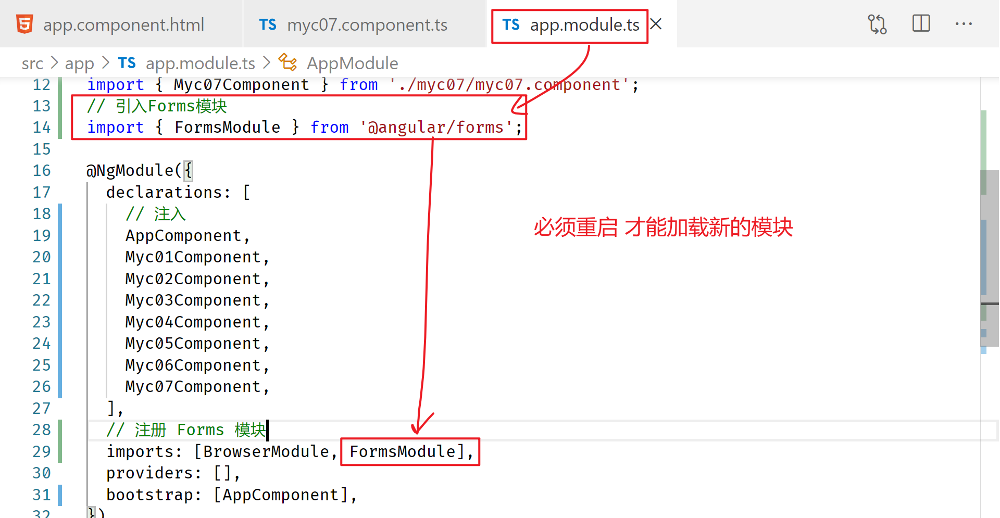 app.component.html
TS myc07.component.ts
TS app.module.ts
src > app > TS app.module.ts > AppModule
12 import { Myc07Component } from './myc07/myc07.component';
13 // 引入Forms模块
14 import { FormsModule } from '@angular/forms';
15
16 @NgModule({
17 declarations: [
18 // 注入
19 AppComponent,
20 Myc01Component,
21 Myc02Component,
22 Myc03Component,
23 Myc04Component,
24 Myc05Component,
25 Myc06Component,
26 Myc07Component,
27 ],
28 // 注册 Forms 模块
29 imports: [BrowserModule, FormsModule],
30 providers: [],
31 bootstrap: [AppComponent],
32 })
必须重启 才能加载新的模块